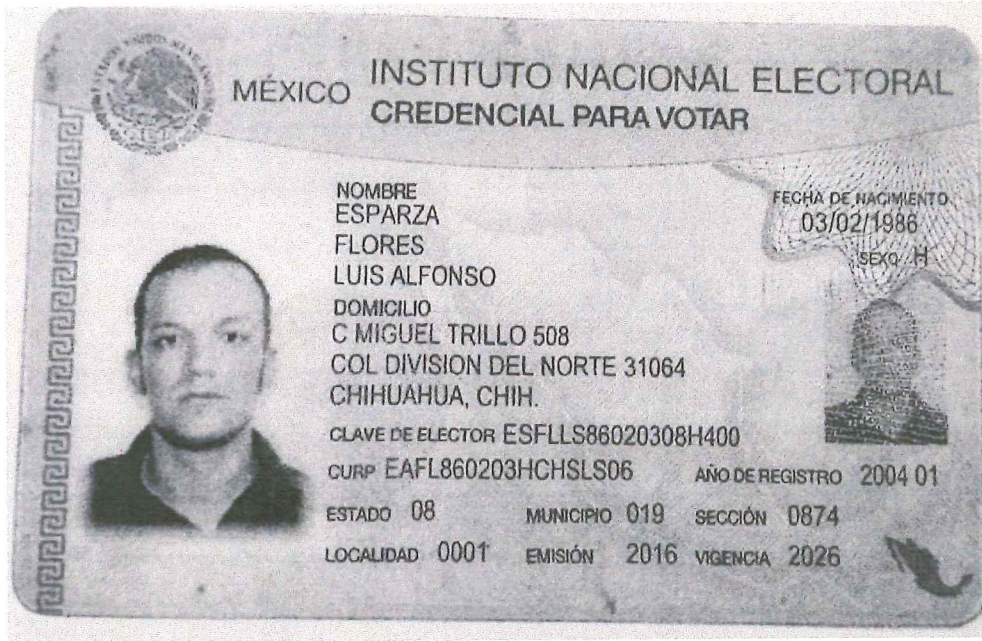 MÉXICO INSTITUTO NACIONAL ELECTORAL
CREDENCIAL PARA VOTAR
NOMBRE
ESPARZA
FLORES
LUIS ALFONSO
FECHA DE NACIMIENTO
03/02/1986
SEXO H
DOMICILIO
C MIGUEL TRILLO 508
COL DIVISION DEL NORTE 31064
CHIHUAHUA, CHIH.
CLAVE DE ELECTOR ESFLLS86020308H400
CURP EAFL860203HCHSLS06 AÑO DE REGISTRO 2004 01
ESTADO 08 MUNICIPIO 019 SECCIÓN 0874
LOCALIDAD 0001 EMISIÓN 2016 VIGENCIA 2026